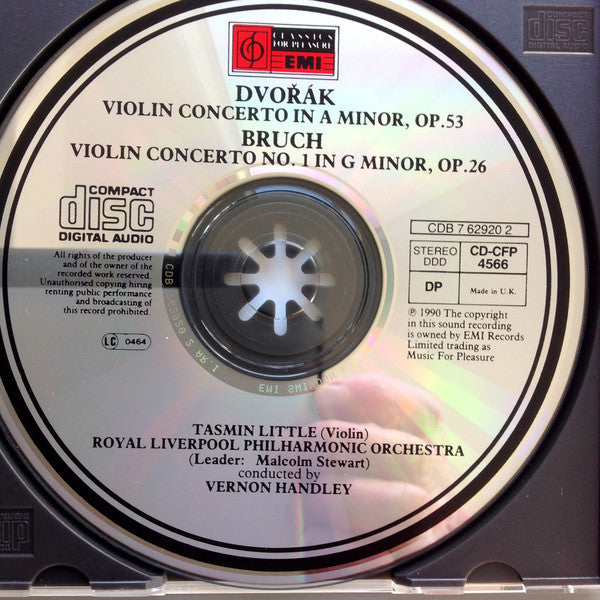 COMPACT
disc
DIGITAL AUDIO
CLASSICS
FOR PLEASURE
EMI
DVOŘÁK
VIOLIN CONCERTO IN A MINOR, OP.53
BRUCH
VIOLIN CONCERTO NO. 1 IN G MINOR, OP.26
COMPACT
disc
DIGITAL AUDIO
All rights of the producer
and of the owner of the
recorded work reserved.
Unauthorised copying hiring
renting public performance
and broadcasting of
this record prohibited.
LC 0464
CDB 7 62920 2
STEREO
DDD
CD-CFP
4566
DP
Made in U.K.
℗ 1990 The copyright
in this sound recording
is owned by EMI Records
Limited trading as
Music For Pleasure
TASMIN LITTLE (Violin)
ROYAL LIVERPOOL PHILHARMONIC ORCHESTRA
(Leader: Malcolm Stewart)
conducted by
VERNON HANDLEY